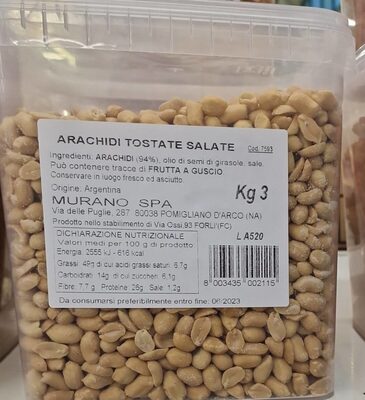 ARACHIDI TOSTATE SALATE Cod. 7593
Ingredienti: ARACHIDI (94%), olio di semi di girasole, sale.
Può contenere tracce di FRUTTA A GUSCIO.
Conservare in luogo fresco ed asciutto.
Origine: Argentina
Kg 3
MURANO SPA
Via delle Puglie, 287 80038 POMIGLIANO D'ARCO (NA)
Prodotto nello stabilimento di Via Ossi,93 FORLI'(FC)
DICHIARAZIONE NUTRIZIONALE
L A520
Valori medi per 100 g di prodotto
Energia: 2555 kJ - 616 kcal
Grassi: 49g di cui acidi grassi saturi: 6,7g
Carboidrati: 14g di cui zuccheri: 6,1g
Fibre: 7,7 g Proteine: 26g Sale: 1,2g
8 003435 002115
Da consumarsi preferibilmente entro fine: 06/2023